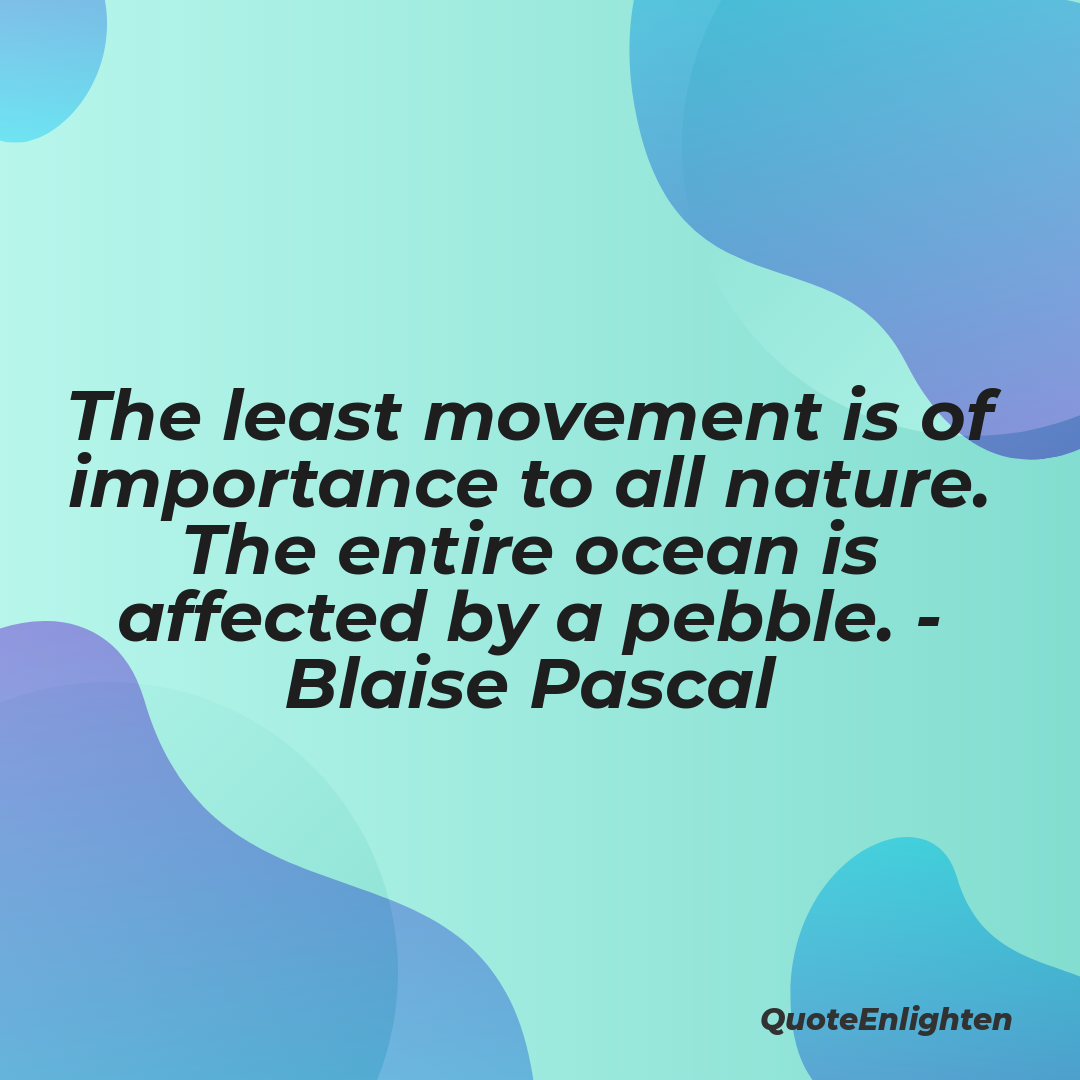 The least movement is of
importance to all nature.
The entire ocean is
affected by a pebble. -
Blaise Pascal
QuoteEnlighten